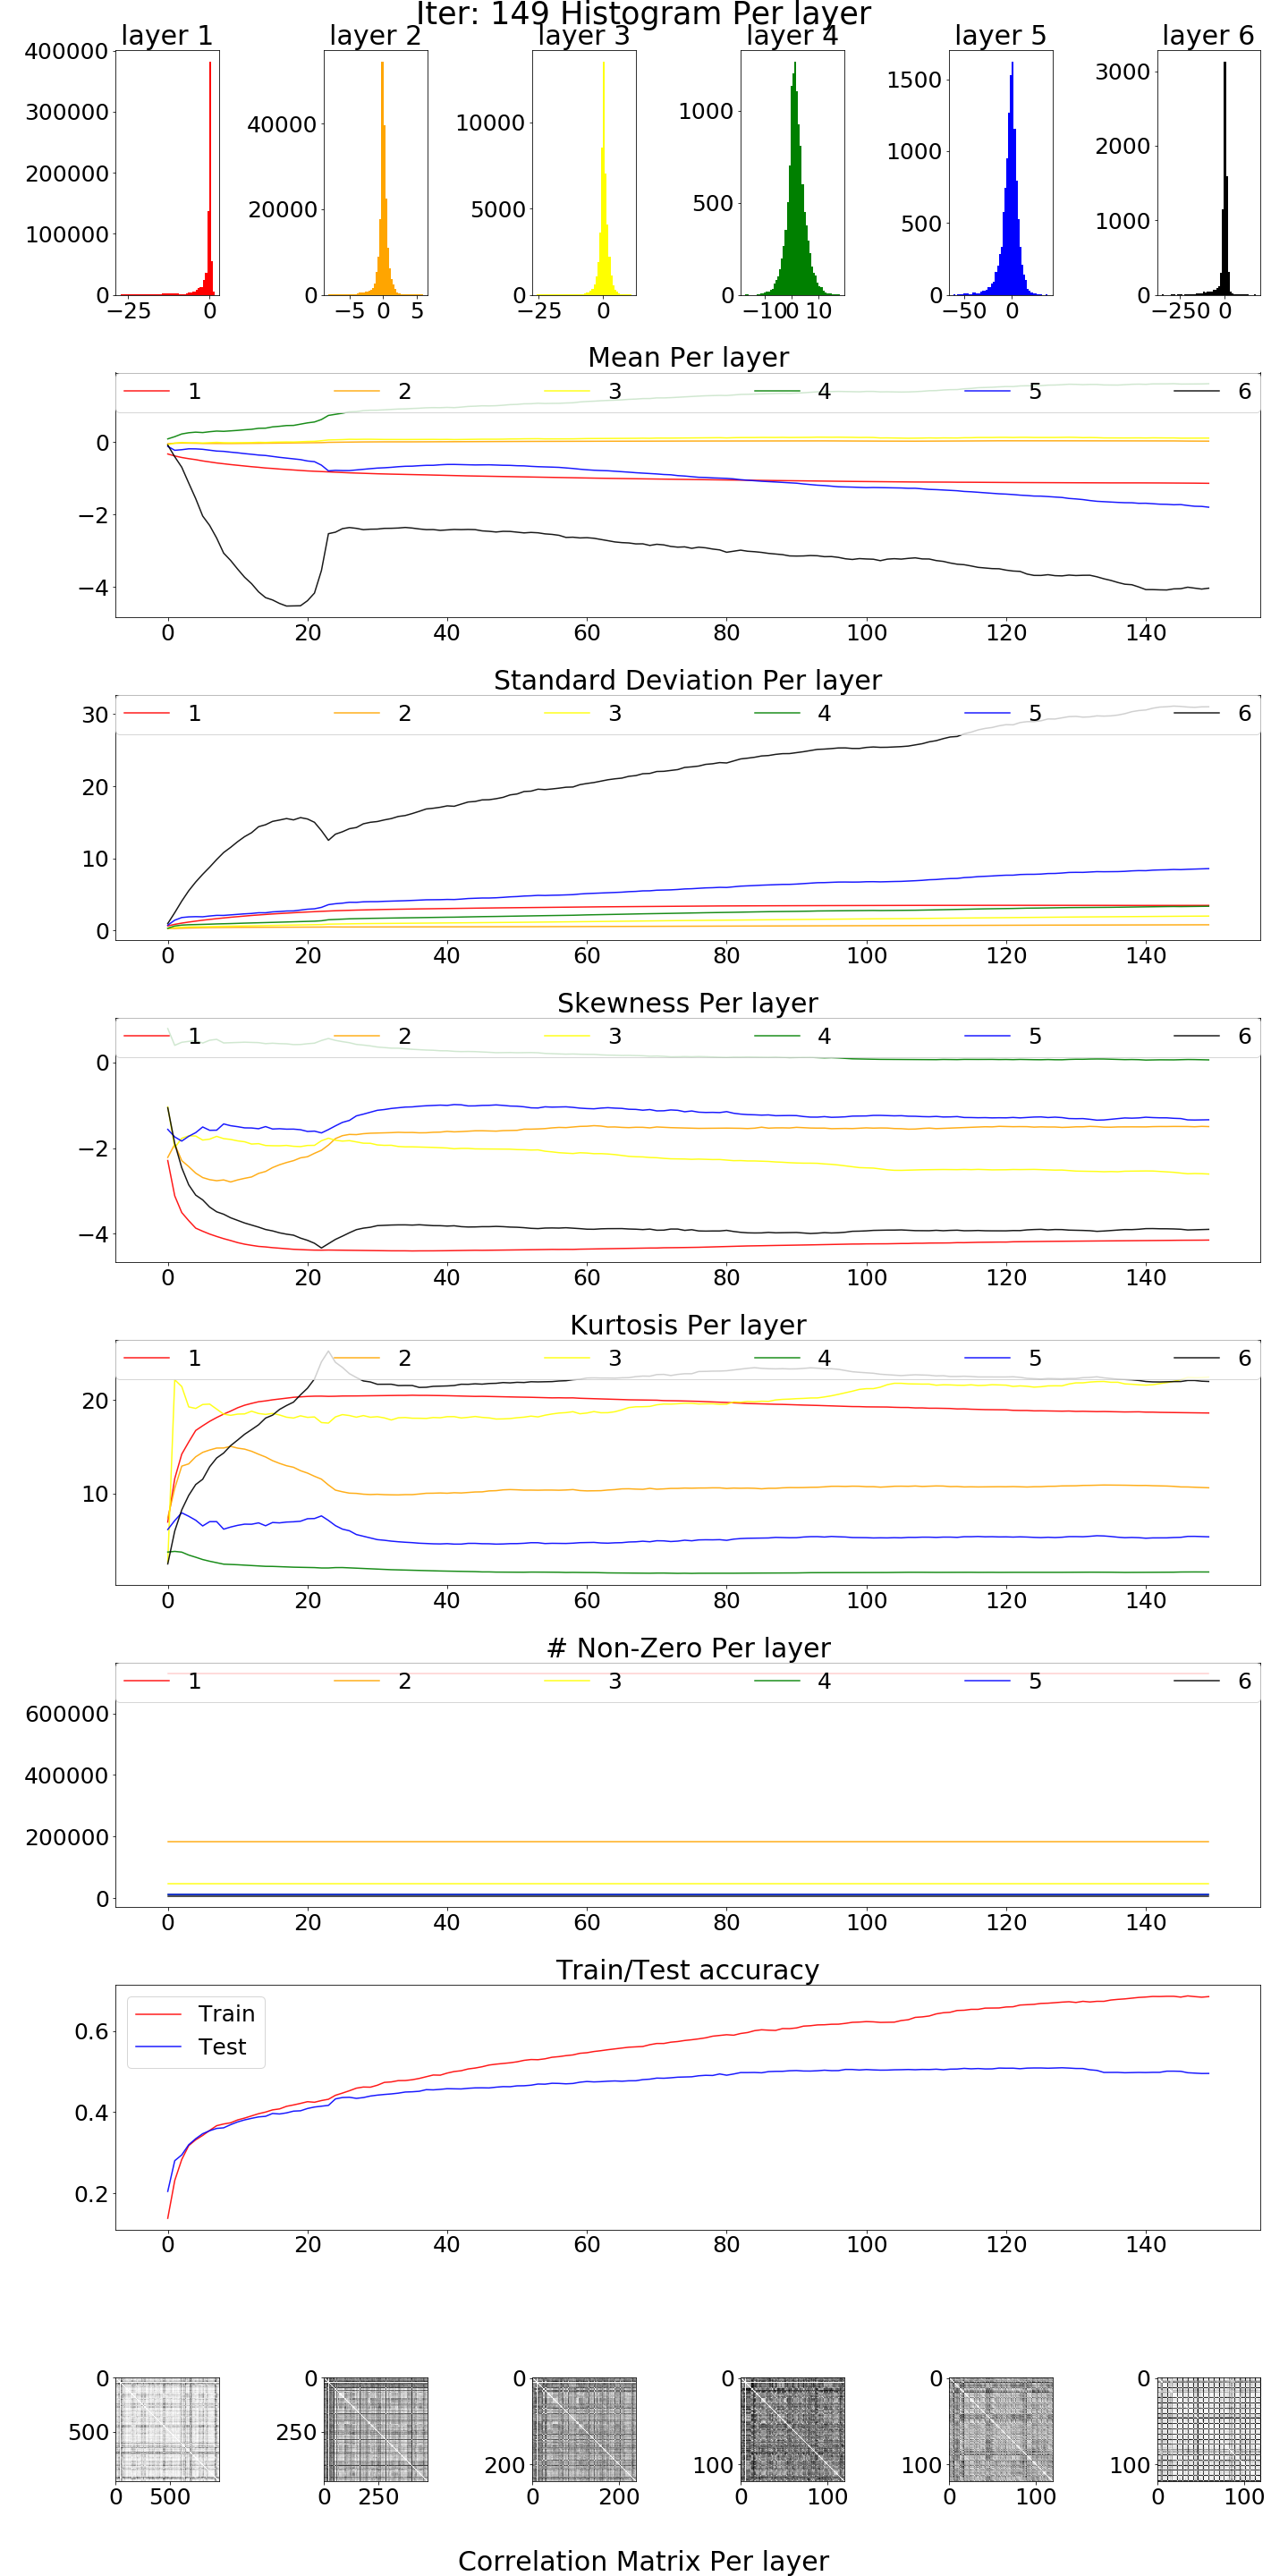 Iter: 149 Histogram Per layer
layer 1 layer 2 layer 3 layer 4 layer 5 layer 6
400000
300000
200000
100000
0
−25 0
40000
20000
0
−5 0 5
10000
5000
0
−25 0
1000
500
0
−10 0 10
1500
1000
500
0
−50 0
3000
2000
1000
0
−250 0
Mean Per layer
1 2 3 4 5 6
0
−2
−4
0 20 40 60 80 100 120 140
Standard Deviation Per layer
1 2 3 4 5 6
30
20
10
0
0 20 40 60 80 100 120 140
Skewness Per layer
1 2 3 4 5 6
0
−2
−4
0 20 40 60 80 100 120 140
Kurtosis Per layer
1 2 3 4 5 6
20
10
0 20 40 60 80 100 120 140
# Non-Zero Per layer
1 2 3 4 5 6
600000
400000
200000
0
0 20 40 60 80 100 120 140
Train/Test accuracy
Train
Test
0.6
0.4
0.2
0 20 40 60 80 100 120 140
0
500
0 500
0
250
0 250
0
200
0 200
0
100
0 100
0
100
0 100
0
100
0 100
Correlation Matrix Per layer